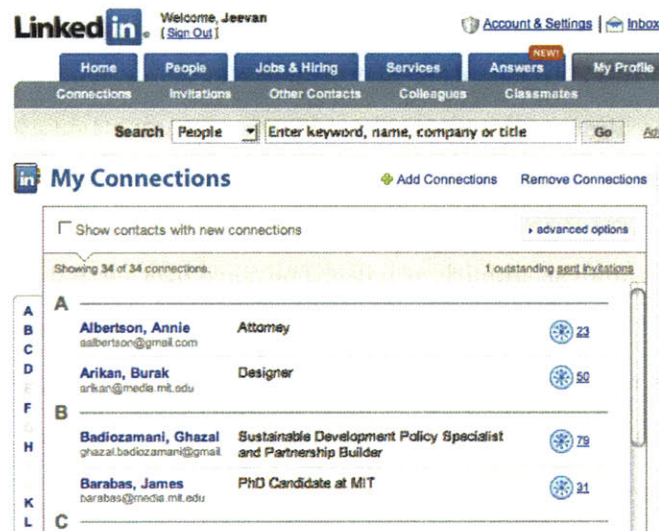 Linked in. Welcome, Jeevan
[ Sign Out ]
Account & Settings | Inbox
NEW!
Home People Jobs & Hiring Services Answers My Profile
Connections Invitations Other Contacts Colleagues Classmates
Search People Enter keyword, name, company or title Go
in My Connections Add Connections Remove Connections
Show contacts with new connections advanced options
Showing 34 of 34 connections. 1 outstanding sent invitations
A
Albertson, Annie Attorney 23
aalbertson@gmail.com
Arikan, Burak Designer 50
arikan@media.mit.edu
B
Badiozamani, Ghazal Sustainable Development Policy Specialist 79
ghazal.badiozamani@gmail and Partnership Builder
Barabas, James PhD Candidate at MIT 31
barabas@media.mit.edu
C
A
B
C
D
E
F
G
H
K
L